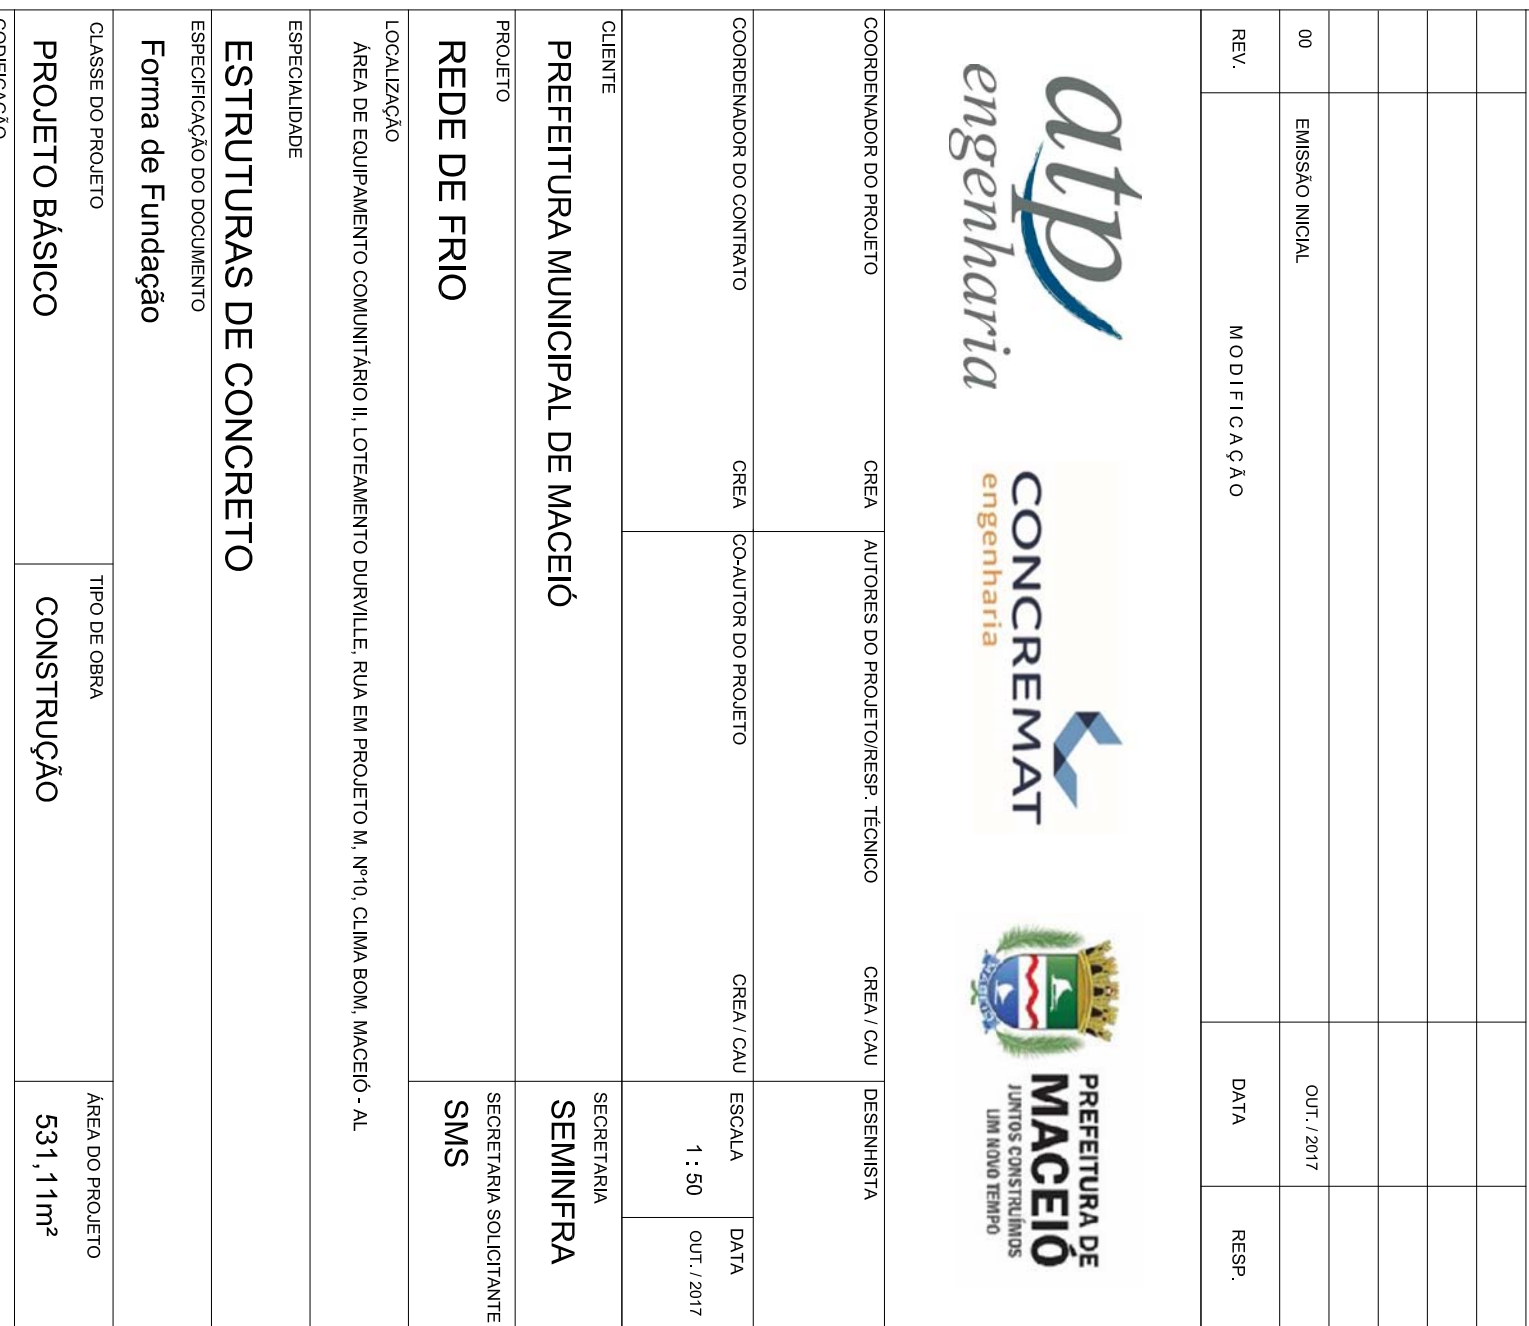 00 EMISSÃO INICIAL OUT. / 2017
REV. MODIFICAÇÃO DATA RESP.
atp
engenharia
CONCREMAT
engenharia
PREFEITURA DE
MACEIÓ
JUNTOS CONSTRUÍMOS
UM NOVO TEMPO
COORDENADOR DO PROJETO CREA AUTORES DO PROJETO/RESP. TÉCNICO CREA / CAU DESENHISTA
COORDENADOR DO CONTRATO CREA CO-AUTOR DO PROJETO CREA / CAU ESCALA DATA
1 : 50 OUT. / 2017
CLIENTE SECRETARIA
PREFEITURA MUNICIPAL DE MACEIÓ SEMINFRA
PROJETO SECRETARIA SOLICITANTE
REDE DE FRIO SMS
LOCALIZAÇÃO
ÁREA DE EQUIPAMENTO COMUNITÁRIO II, LOTEAMENTO DURVILLE, RUA EM PROJETO M, Nº10, CLIMA BOM, MACEIÓ - AL
ESPECIALIDADE
ESTRUTURAS DE CONCRETO
ESPECIFICAÇÃO DO DOCUMENTO
Forma de Fundação
CLASSE DO PROJETO TIPO DE OBRA ÁREA DO PROJETO
PROJETO BÁSICO CONSTRUÇÃO 531,11m²
CODIFICAÇÃO